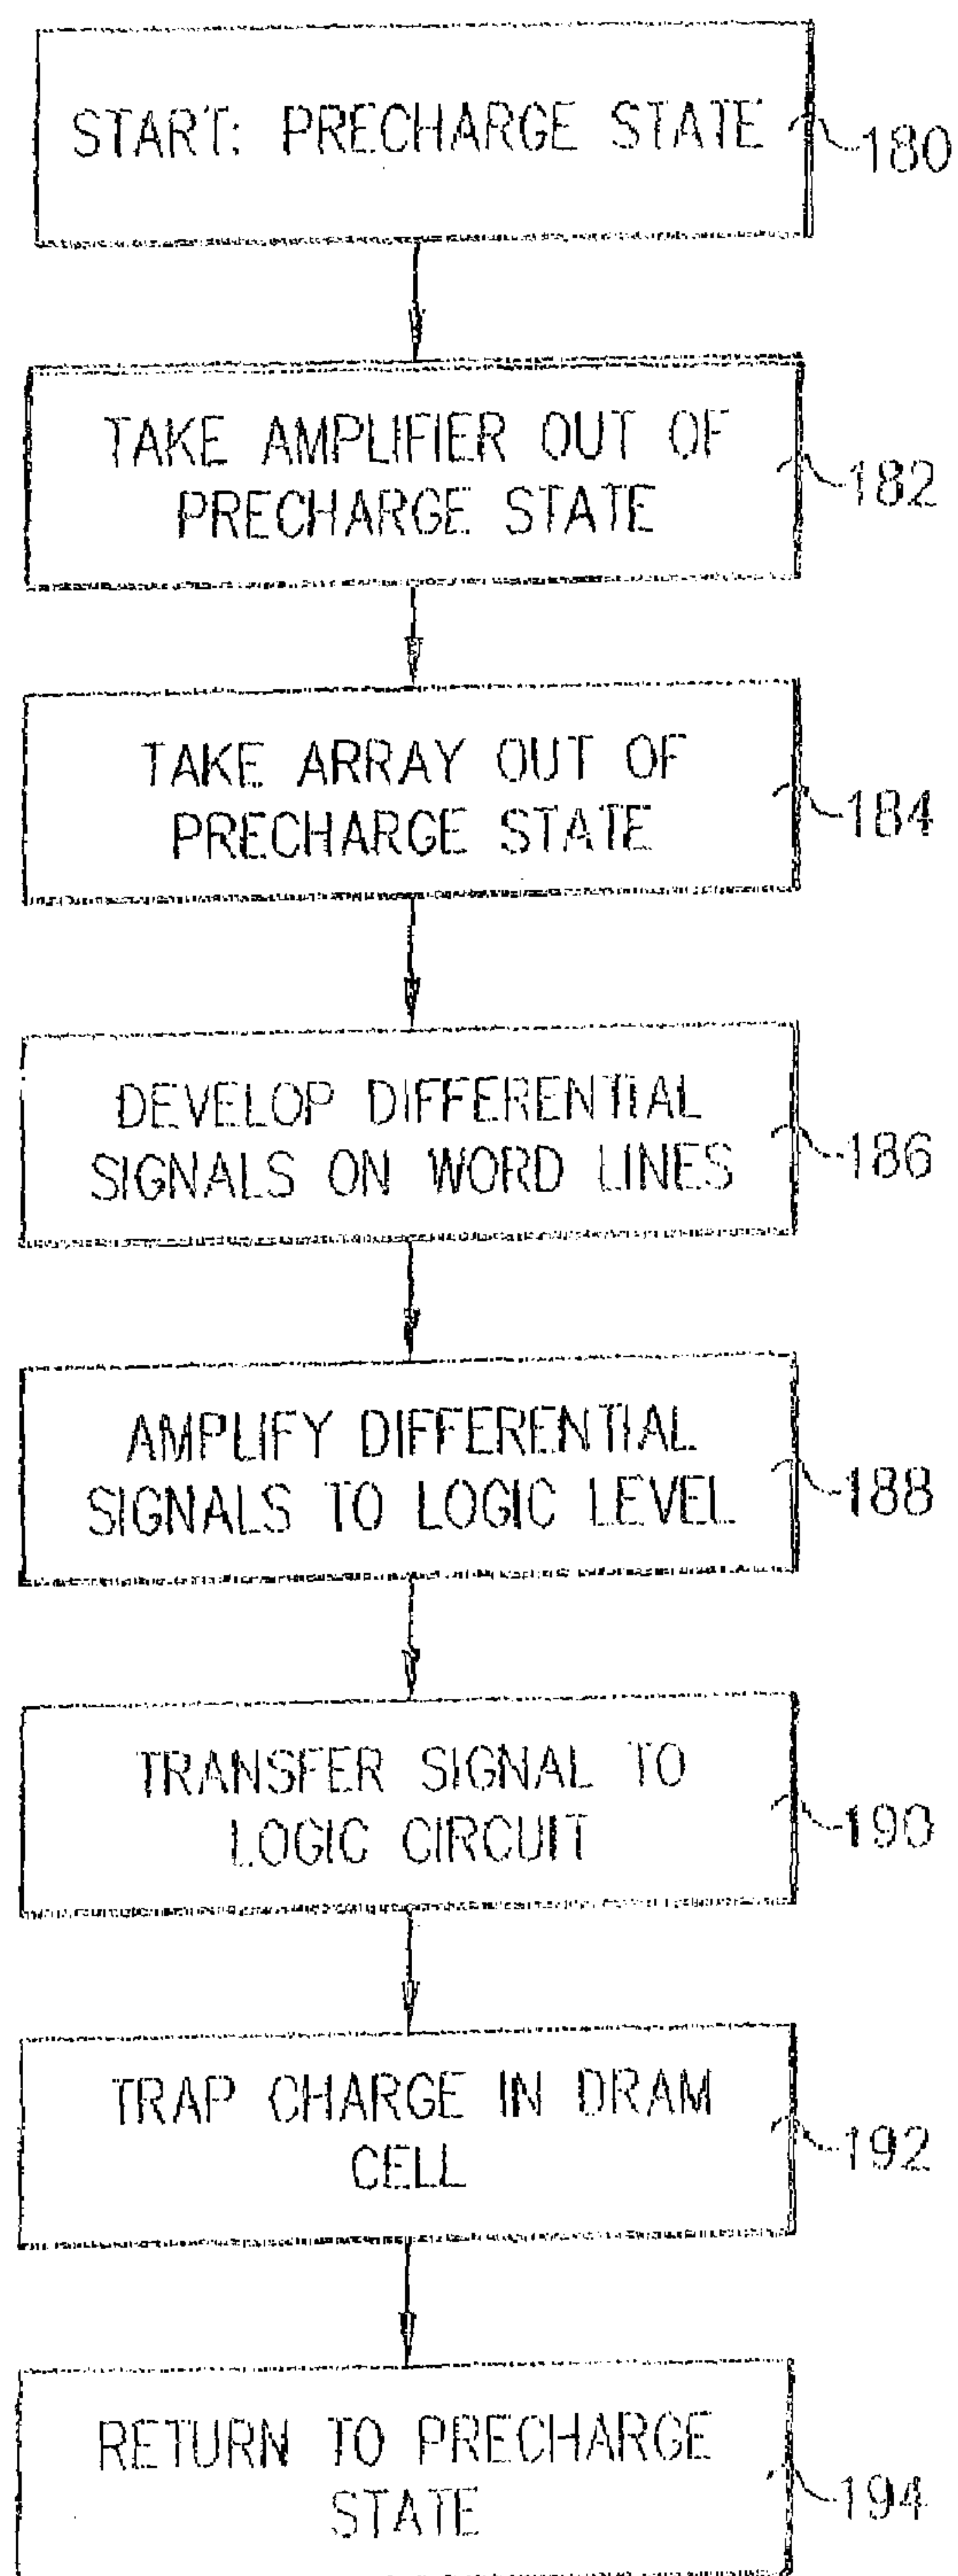 START: PRECHARGE STATE
180
TAKE AMPLIFIER OUT OF
PRECHARGE STATE
182
TAKE ARRAY OUT OF
PRECHARGE STATE
184
DEVELOP DIFFERENTIAL
SIGNALS ON WORD LINES
186
AMPLIFY DIFFERENTIAL
SIGNALS TO LOGIC LEVEL
188
TRANSFER SIGNAL TO
LOGIC CIRCUIT
190
TRAP CHARGE IN DRAM
CELL
192
RETURN TO PRECHARGE
STATE
194